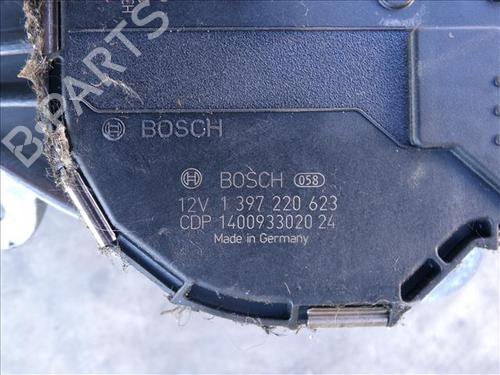 BOSCH
BOSCH 058
12V 1 397 220 623
CDP 1400933020 24
Made in Germany
B-PARTS